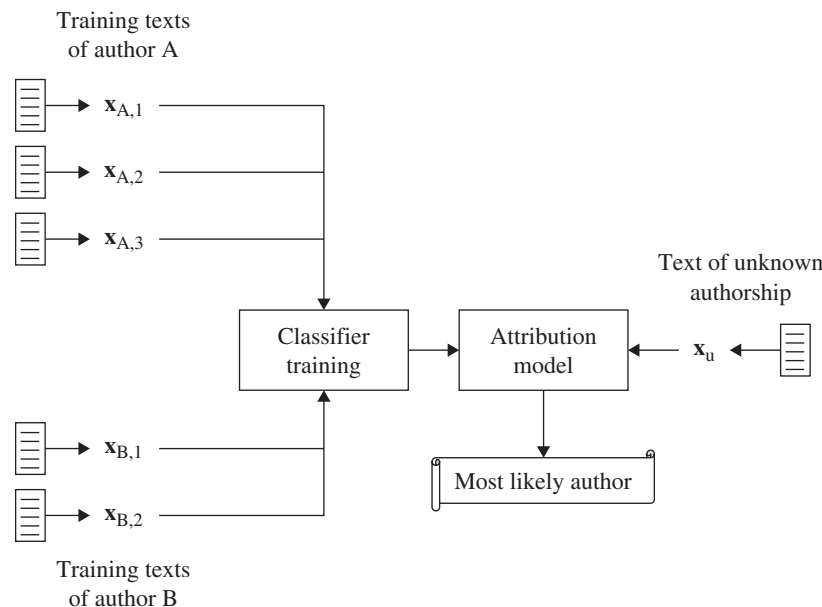 Training texts
of author A
x_A,1
x_A,2
x_A,3
Text of unknown
authorship
Classifier
training
Attribution
model
x_u
x_B,1
Most likely author
x_B,2
Training texts
of author B